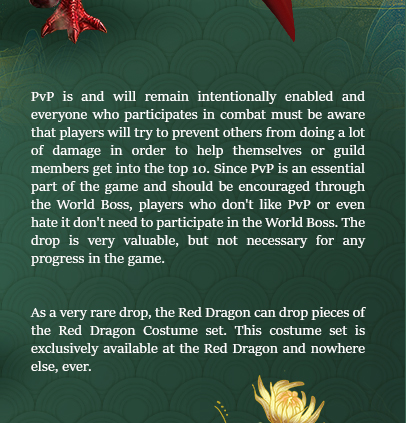 PvP is and will remain intentionally enabled and
everyone who participates in combat must be aware
that players will try to prevent others from doing a lot
of damage in order to help themselves or guild
members get into the top 10. Since PvP is an essential
part of the game and should be encouraged through
the World Boss, players who don't like PvP or even
hate it don't need to participate in the World Boss. The
drop is very valuable, but not necessary for any
progress in the game.
As a very rare drop, the Red Dragon can drop pieces of
the Red Dragon Costume set. This costume set is
exclusively available at the Red Dragon and nowhere
else, ever.